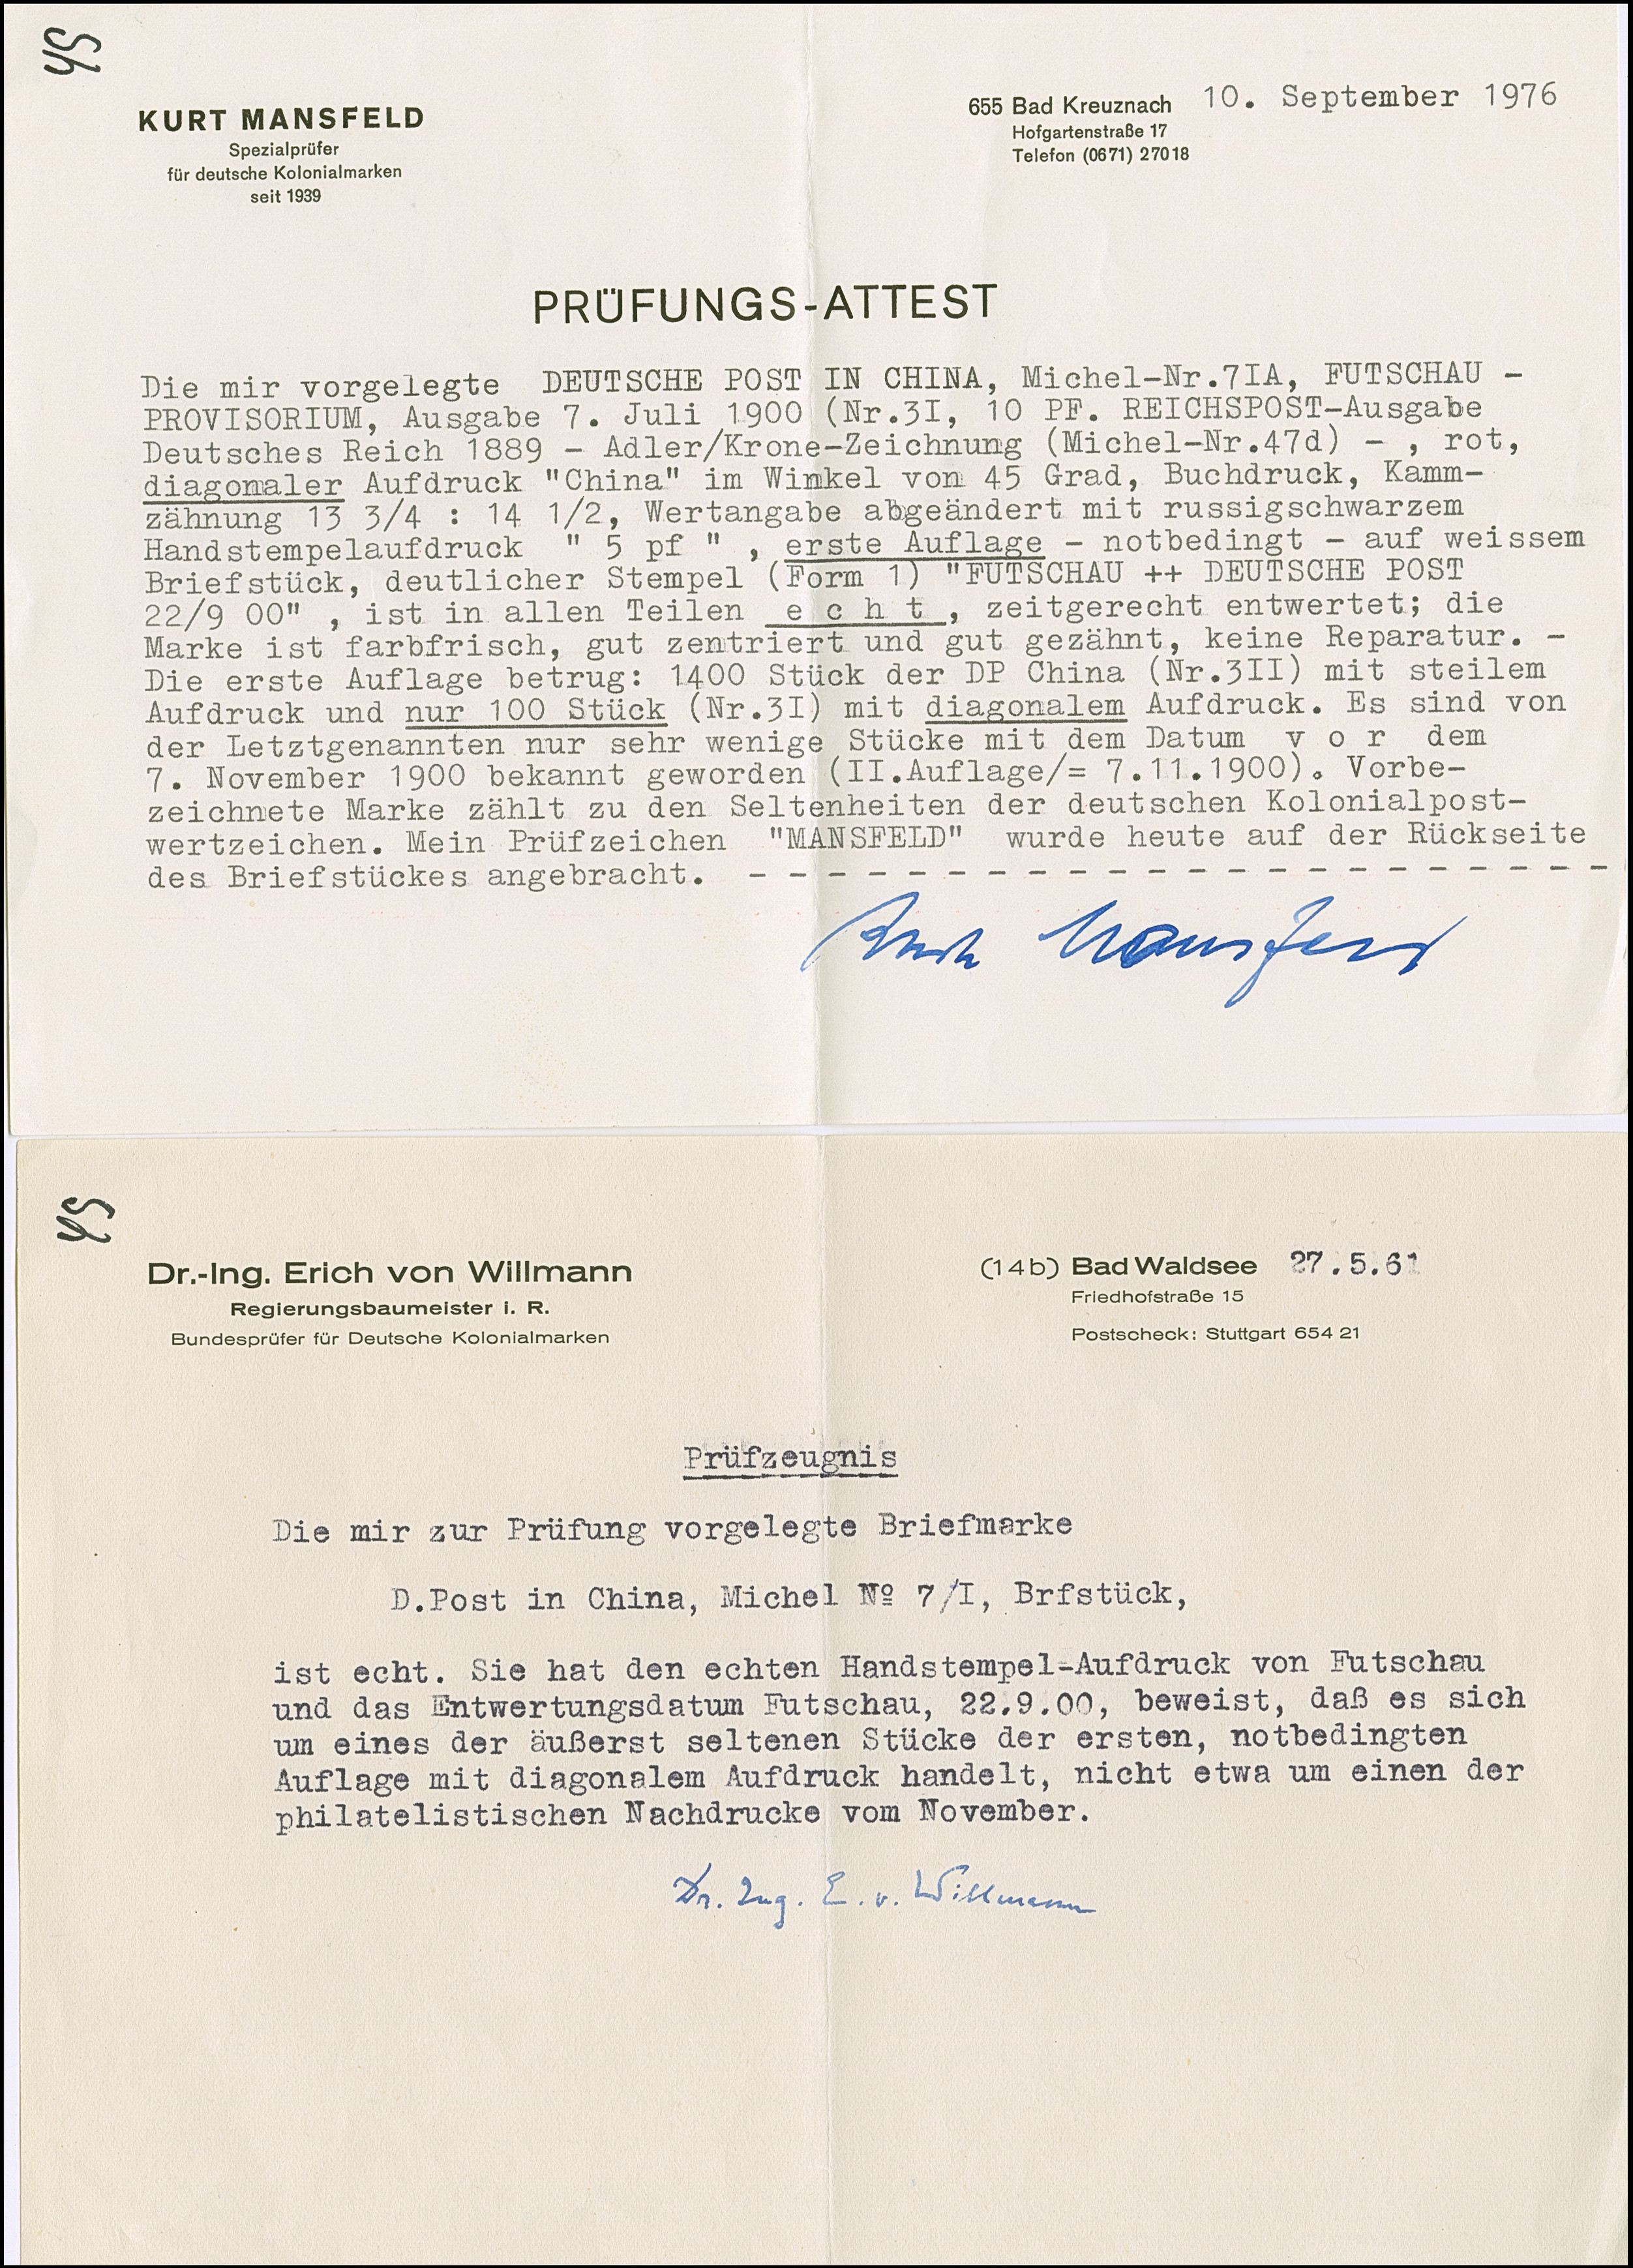 45
KURT MANSFELD
Spezialprüfer
für deutsche Kolonialmarken
seit 1939
655 Bad Kreuznach 10. September 1976
Hofgartenstraße 17
Telefon (0671) 27018
PRÜFUNGS-ATTEST
Die mir vorgelegte DEUTSCHE POST IN CHINA, Michel-Nr.7IA, FUTSCHAU -
PROVISORIUM, Ausgabe 7. Juli 1900 (Nr.3I, 10 PF. REICHSPOST-Ausgabe
Deutsches Reich 1889 - Adler/Krone-Zeichnung (Michel-Nr.47d) - , rot,
diagonaler Aufdruck "China" im Winkel von 45 Grad, Buchdruck, Kamm-
zähnung 13 3/4 : 14 1/2, Wertangabe abgeändert mit russigschwarzem
Handstempelaufdruck " 5 pf " , erste Auflage - notbedingt - auf weissem
Briefstück, deutlicher Stempel (Form 1) "FUTSCHAU ++ DEUTSCHE POST
22/9 00" , ist in allen Teilen e c h t , zeitgerecht entwertet; die
Marke ist farbfrisch, gut zentriert und gut gezähnt, keine Reparatur. -
Die erste Auflage betrug: 1400 Stück der DP China (Nr.3II) mit steilem
Aufdruck und nur 100 Stück (Nr.3I) mit diagonalem Aufdruck. Es sind von
der Letztgenannten nur sehr wenige Stücke mit dem Datum v o r dem
7. November 1900 bekannt geworden (II.Auflage/= 7.11.1900). Vorbe-
zeichnete Marke zählt zu den Seltenheiten der deutschen Kolonialpost-
wertzeichen. Mein Prüfzeichen "MANSFELD" wurde heute auf der Rückseite
des Briefstückes angebracht. - - - - - - - - - - - - - - - - - - - - - -
Kurt Mansfeld
45
Dr.-Ing. Erich von Willmann
Regierungsbaumeister i. R.
Bundesprüfer für Deutsche Kolonialmarken
(14b) Bad Waldsee 27.5.61
Friedhofstraße 15
Postscheck: Stuttgart 654 21
Prüfzeugnis
Die mir zur Prüfung vorgelegte Briefmarke
D.Post in China, Michel № 7/I, Brfstück,
ist echt. Sie hat den echten Handstempel-Aufdruck von Futschau
und das Entwertungsdatum Futschau, 22.9.00, beweist, daß es sich
um eines der äußerst seltenen Stücke der ersten, notbedingten
Auflage mit diagonalem Aufdruck handelt, nicht etwa um einen der
philatelistischen Nachdrucke vom November.
Dr. Ing. E. v. Willmann